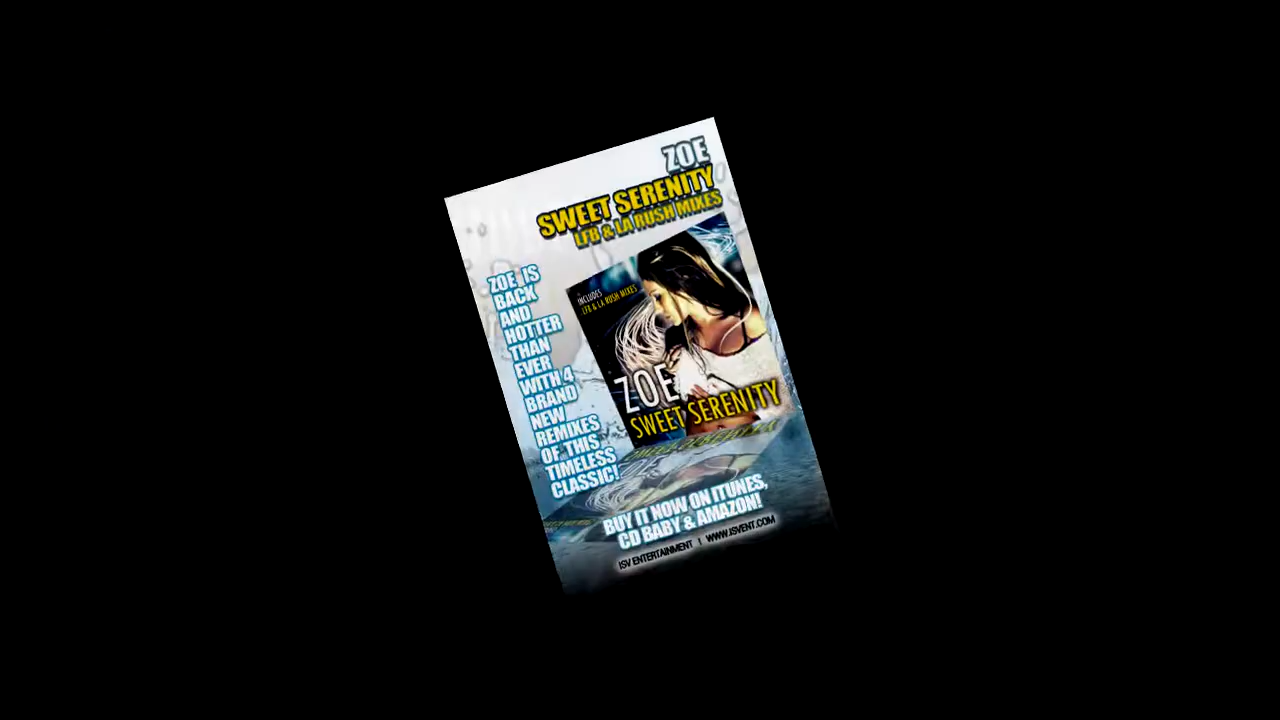 ZOE
SWEET SERENITY
LFB & LA RUSH MIXES
ZOE IS
BACK
AND
HOTTER
THAN
EVER
WITH 4
BRAND
NEW
REMIXES
OF THIS
TIMELESS
CLASSIC!
INCLUDES
LFB & LA RUSH MIXES
ZOE
SWEET SERENITY
BUY IT NOW ON ITUNES,
CD BABY & AMAZON!
ISV ENTERTAINMENT | WWW.ISVENT.COM